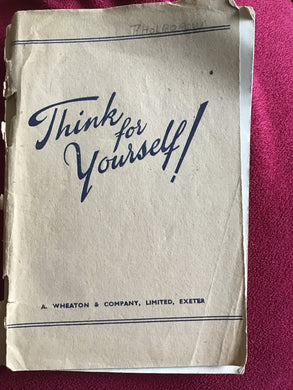 Think
for
Yourself!
A. WHEATON & COMPANY, LIMITED, EXETER